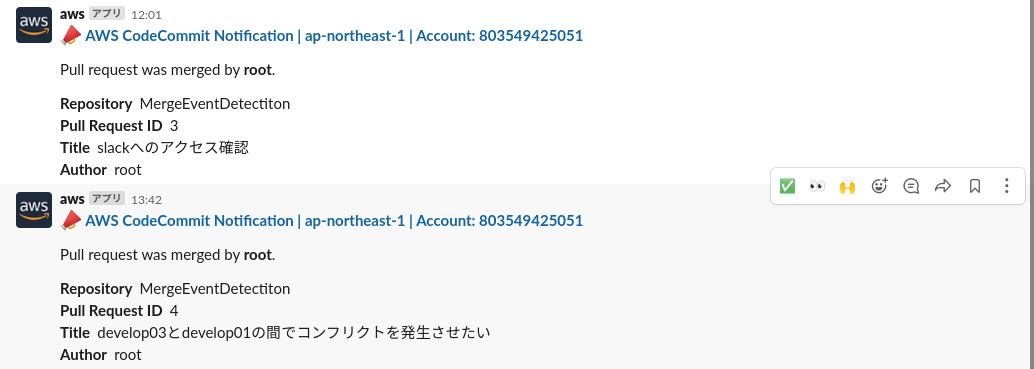 aws
aws アプリ 12:01
AWS CodeCommit Notification | ap-northeast-1 | Account: 803549425051
Pull request was merged by root.
Repository MergeEventDetectiton
Pull Request ID 3
Title slackへのアクセス確認
Author root
aws
aws アプリ 13:42
AWS CodeCommit Notification | ap-northeast-1 | Account: 803549425051
Pull request was merged by root.
Repository MergeEventDetectiton
Pull Request ID 4
Title develop03とdevelop01の間でコンフリクトを発生させたい
Author root